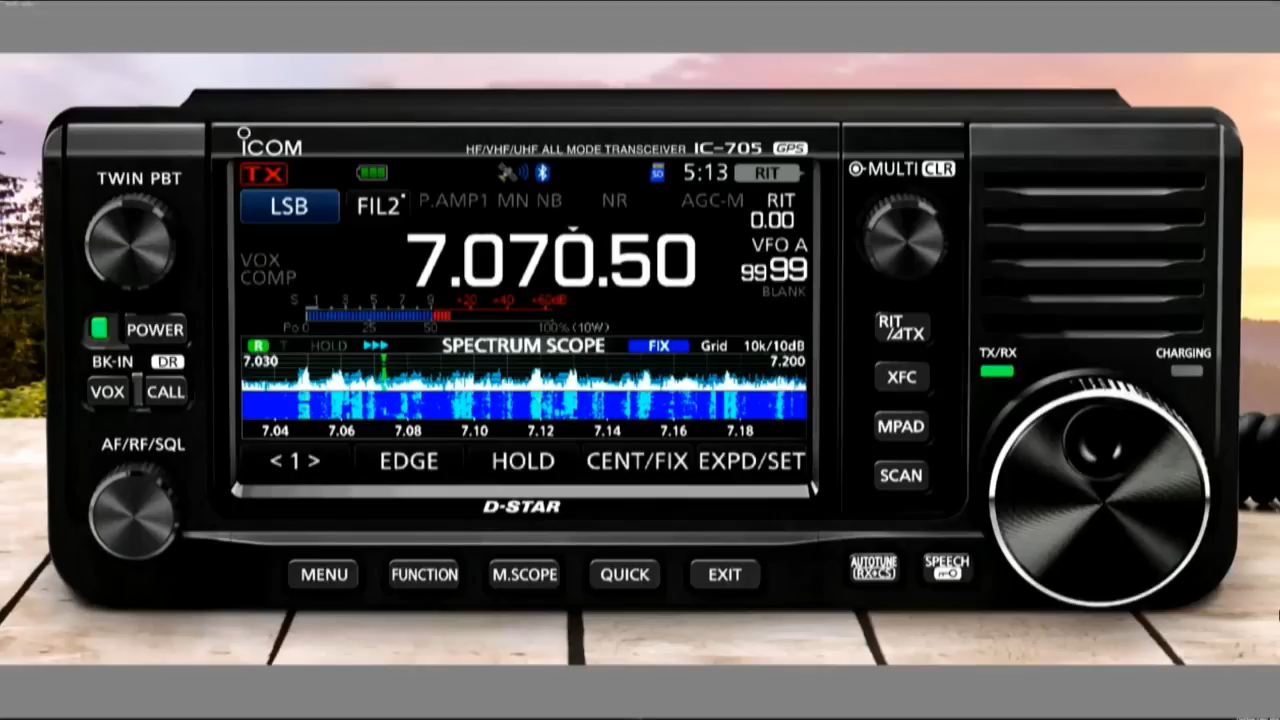 ICOM
HF/VHF/UHF ALL MODE TRANSCEIVER IC-705 GPS
TWIN PBT
MULTI CLR
TX
SD
5:13
RIT
LSB
FIL2
P.AMP1 MN NB NR AGC-M
RIT
0.00
VOX
COMP
7.070.50
VFO A
9999
BLANK
S 1 3 5 7 9 +20 +40 +60dB
Po 0 25 50 100% (10W)
R T HOLD SPECTRUM SCOPE FIX Grid 10k/10dB
7.030 7.200
7.04 7.06 7.08 7.10 7.12 7.14 7.16 7.18
< 1 > EDGE HOLD CENT/FIX EXPD/SET
D-STAR
POWER
BK-IN DR
VOX CALL
AF/RF/SQL
RIT
/⊿TX
XFC
MPAD
SCAN
TX/RX
CHARGING
MENU FUNCTION M.SCOPE QUICK EXIT
AUTOTUNE
RX→CS
SPEECH